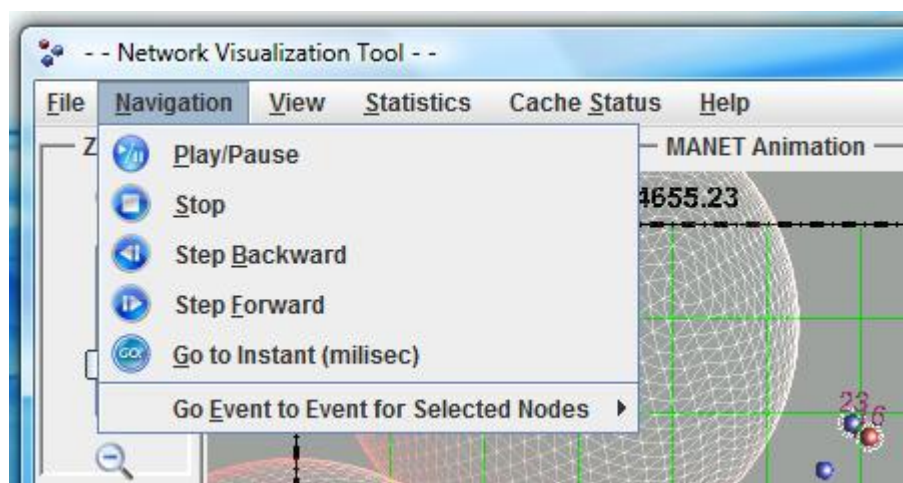 - - Network Visualization Tool - -
File Navigation View Statistics Cache Status Help
Z
MANET Animation
Play/Pause
4655.23
Stop
Step Backward
Step Forward
GO!
Go to Instant (milisec)
Go Event to Event for Selected Nodes
23
6